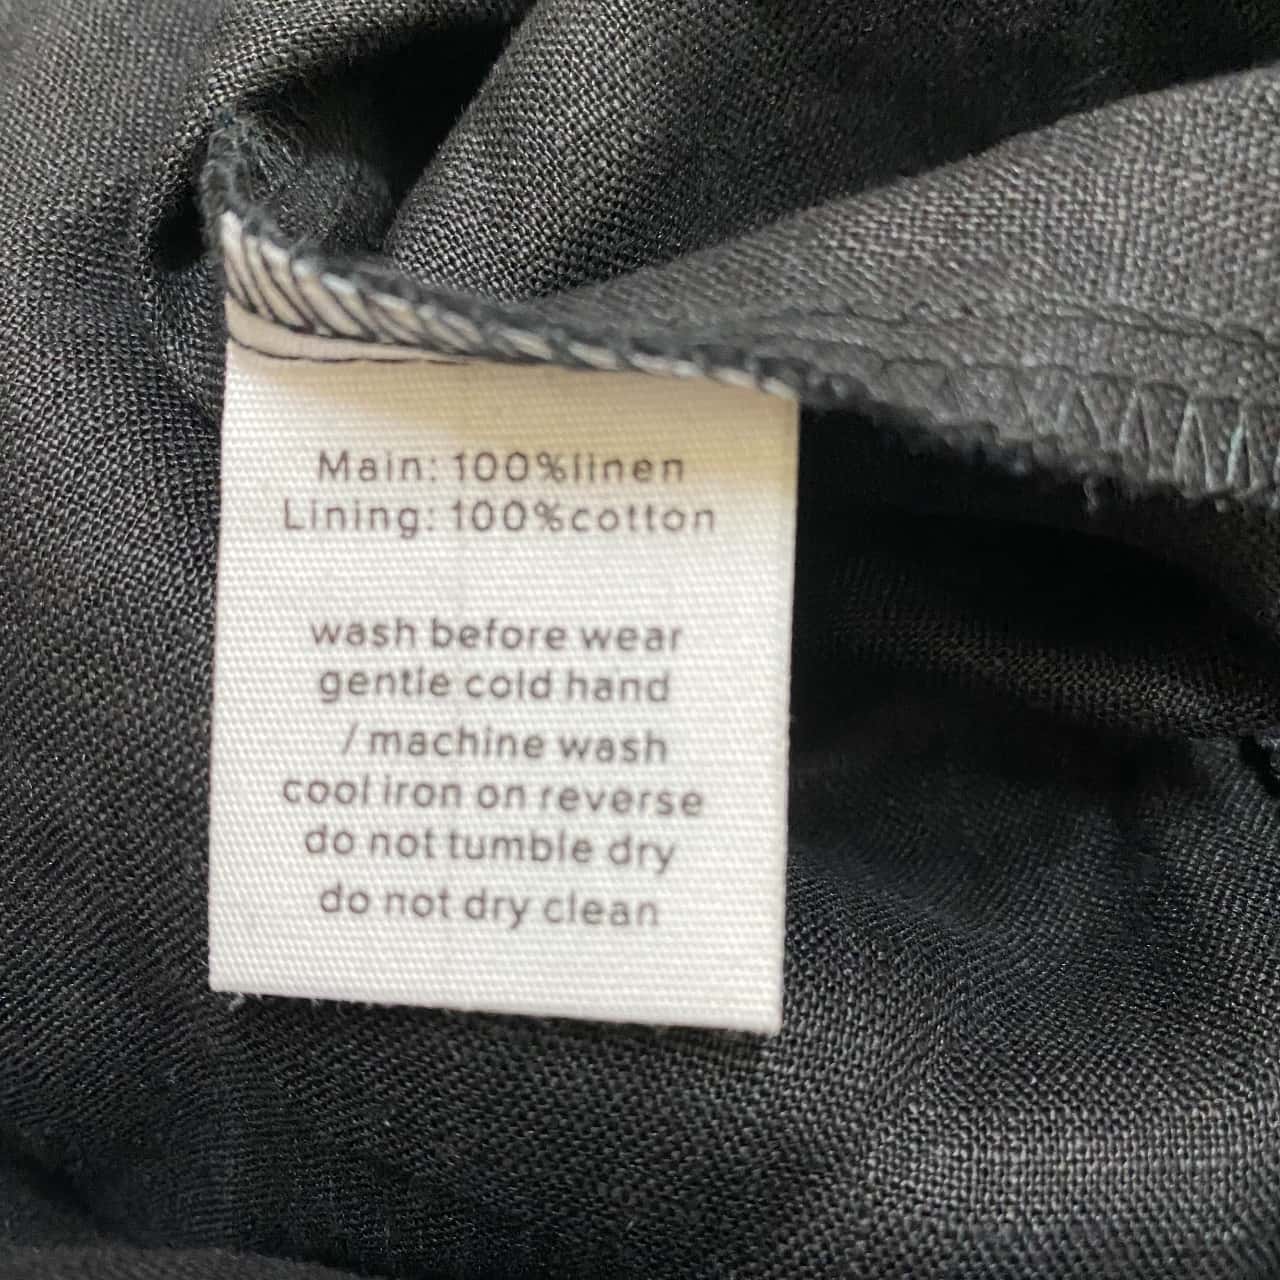 Main: 100%linen
Lining: 100%cotton
wash before wear
gentle cold hand
/machine wash
cool iron on reverse
do not tumble dry
do not dry clean